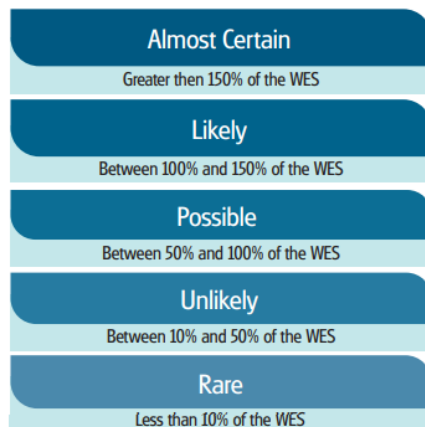 Almost Certain
Greater then 150% of the WES
Likely
Between 100% and 150% of the WES
Possible
Between 50% and 100% of the WES
Unlikely
Between 10% and 50% of the WES
Rare
Less than 10% of the WES